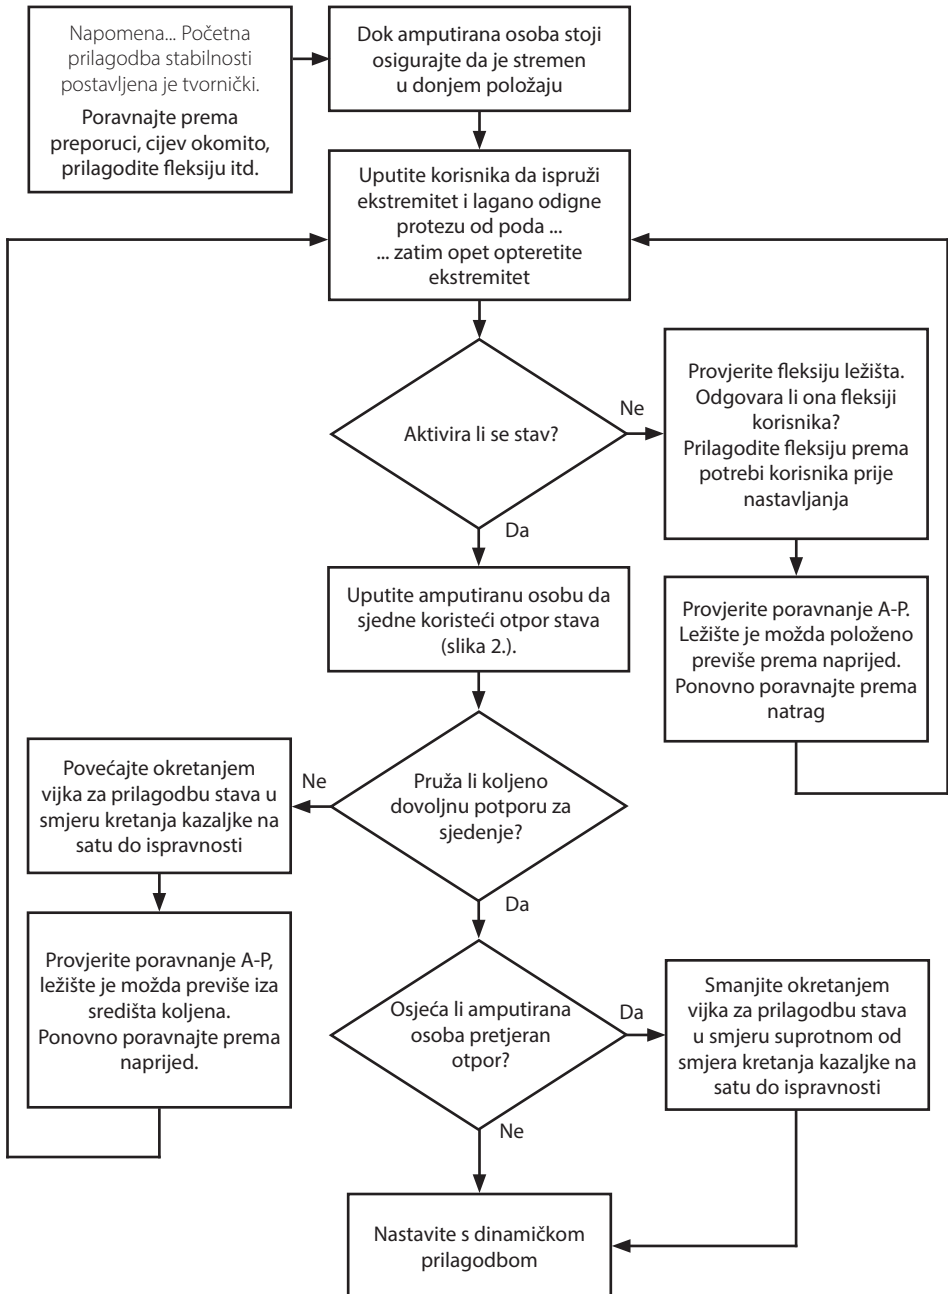 Napomena... Početna
prilagodba stabilnosti
postavljena je tvornički.
Poravnajte prema
preporuci, cijev okomito,
prilagodite fleksiju itd.
Dok amputirana osoba stoji
osigurajte da je stremen
u donjem položaju
Uputite korisnika da ispruži
ekstremitet i lagano odigne
protezu od poda ...
... zatim opet opteretite
ekstremitet
Aktivira li se stav?
Ne
Provjerite fleksiju ležišta.
Odgovara li ona fleksiji
korisnika?
Prilagodite fleksiju prema
potrebi korisnika prije
nastavljanja
Da
Uputite amputiranu osobu da
sjedne koristeći otpor stava
(slika 2.).
Provjerite poravnanje A-P.
Ležište je možda položeno
previše prema naprijed.
Ponovno poravnajte prema
natrag
Pruža li koljeno
dovoljnu potporu za
sjedenje?
Ne
Povećajte okretanjem
vijka za prilagodbu stava u
smjeru kretanja kazaljke na
satu do ispravnosti
Da
Provjerite poravnanje A-P,
ležište je možda previše iza
središta koljena.
Ponovno poravnajte prema
naprijed.
Osjeća li amputirana
osoba pretjeran
otpor?
Da
Smanjite okretanjem
vijka za prilagodbu stava
u smjeru suprotnom od
smjera kretanja kazaljke na
satu do ispravnosti
Ne
Nastavite s dinamičkom
prilagodbom